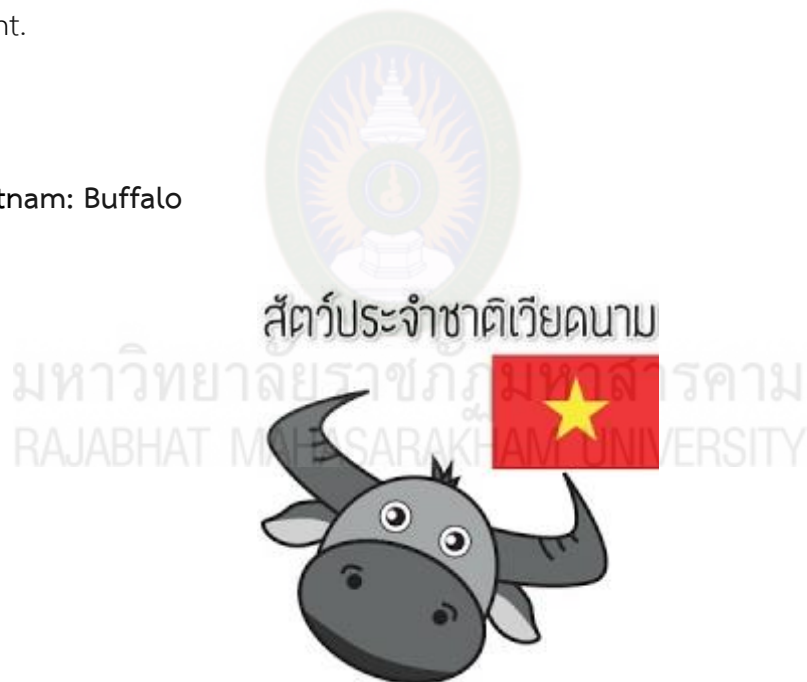 nt.
tnam: Buffalo
สัตว์ประจำชาติเวียดนาม
มหาวิทยาลัยราชภัฏมหาสารคาม
RAJABHAT MAHASARAKHAM UNIVERSITY